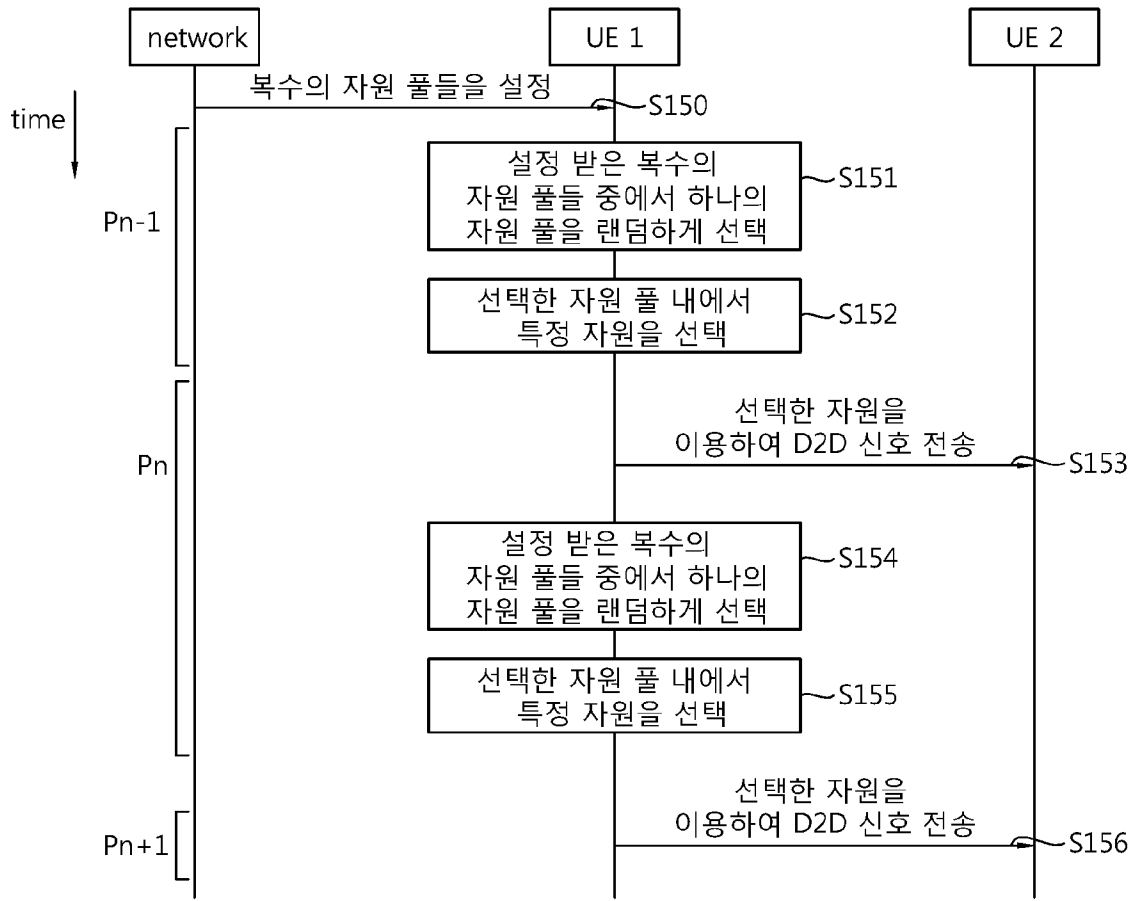 network
UE 1
UE 2
복수의 자원 풀들을 설정
S150
time
설정 받은 복수의
자원 풀들 중에서 하나의
자원 풀을 랜덤하게 선택
S151
Pn-1
선택한 자원 풀 내에서
특정 자원을 선택
S152
선택한 자원을
이용하여 D2D 신호 전송
S153
Pn
설정 받은 복수의
자원 풀들 중에서 하나의
자원 풀을 랜덤하게 선택
S154
선택한 자원 풀 내에서
특정 자원을 선택
S155
선택한 자원을
이용하여 D2D 신호 전송
S156
Pn+1